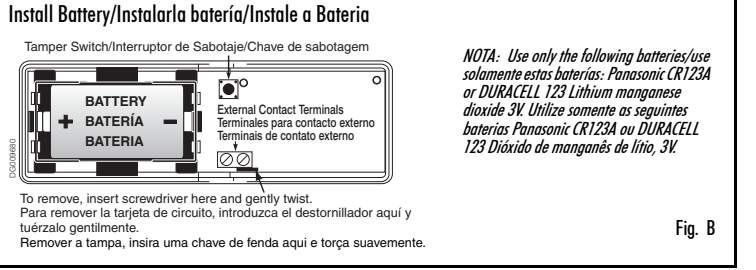 Install Battery/Instalarla batería/Instale a Bateria
Tamper Switch/Interruptor de Sabotaje/Chave de sabotagem
BATTERY
+ BATERÍA –
BATERIA
External Contact Terminals
Terminales para contacto externo
Terminais de contato externo
DG009680
To remove, insert screwdriver here and gently twist.
Para remover la tarjeta de circuito, introduzca el destornillador aquí y
tuérzalo gentilmente.
Remover a tampa, insira uma chave de fenda aqui e torça suavemente.
NOTA: Use only the following batteries/use
solamente estas baterías: Panasonic CR123A
or DURACELL 123 Lithium manganese
dioxide 3V. Utilize somente as seguintes
baterias Panasonic CR123A ou DURACELL
123 Dióxido de manganês de lítio, 3V.
Fig. B